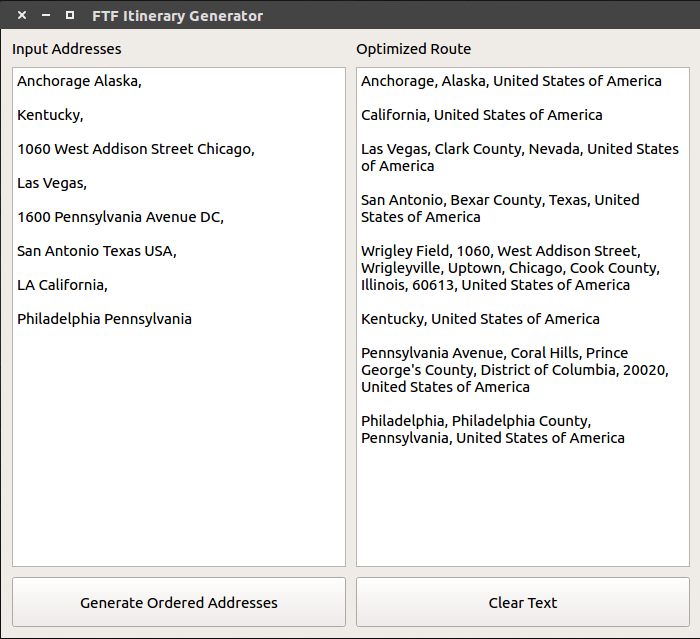 FTF Itinerary Generator
Input Addresses
Anchorage Alaska,
Kentucky,
1060 West Addison Street Chicago,
Las Vegas,
1600 Pennsylvania Avenue DC,
San Antonio Texas USA,
LA California,
Philadelphia Pennsylvania
Generate Ordered Addresses
Optimized Route
Anchorage, Alaska, United States of America
California, United States of America
Las Vegas, Clark County, Nevada, United States
of America
San Antonio, Bexar County, Texas, United
States of America
Wrigley Field, 1060, West Addison Street,
Wrigleyville, Uptown, Chicago, Cook County,
Illinois, 60613, United States of America
Kentucky, United States of America
Pennsylvania Avenue, Coral Hills, Prince
George's County, District of Columbia, 20020,
United States of America
Philadelphia, Philadelphia County,
Pennsylvania, United States of America
Clear Text